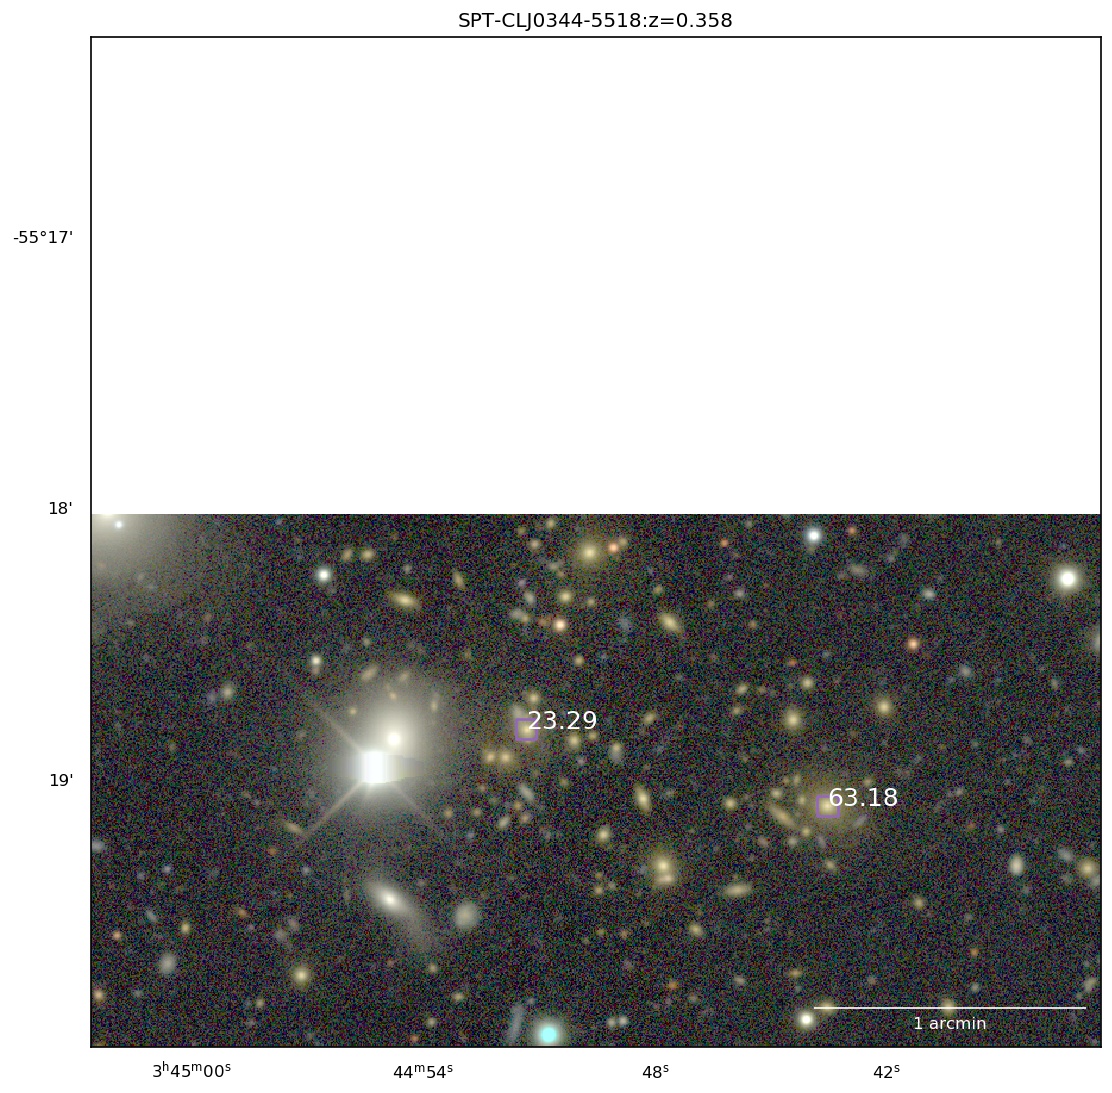 SPT-CLJ0344-5518:z=0.358
-55°17'
18'
23.29
19'
63.18
1 arcmin
3ʰ45ᵐ00ˢ
44ᵐ54ˢ
48ˢ
42ˢ